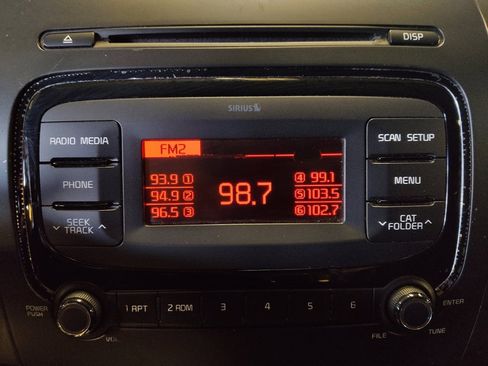 DISP
SIRIUS
RADIO MEDIA
PHONE
SEEK
TRACK
FM2
93.9 ①
94.9 ②
96.5 ③
98.7
④ 99.1
⑤ 103.5
⑥ 102.7
SCAN SETUP
MENU
CAT
FOLDER
POWER
PUSH
VOL
1 APT
2 RDM
3
4
5
6
ENTER
FILE
TUNE